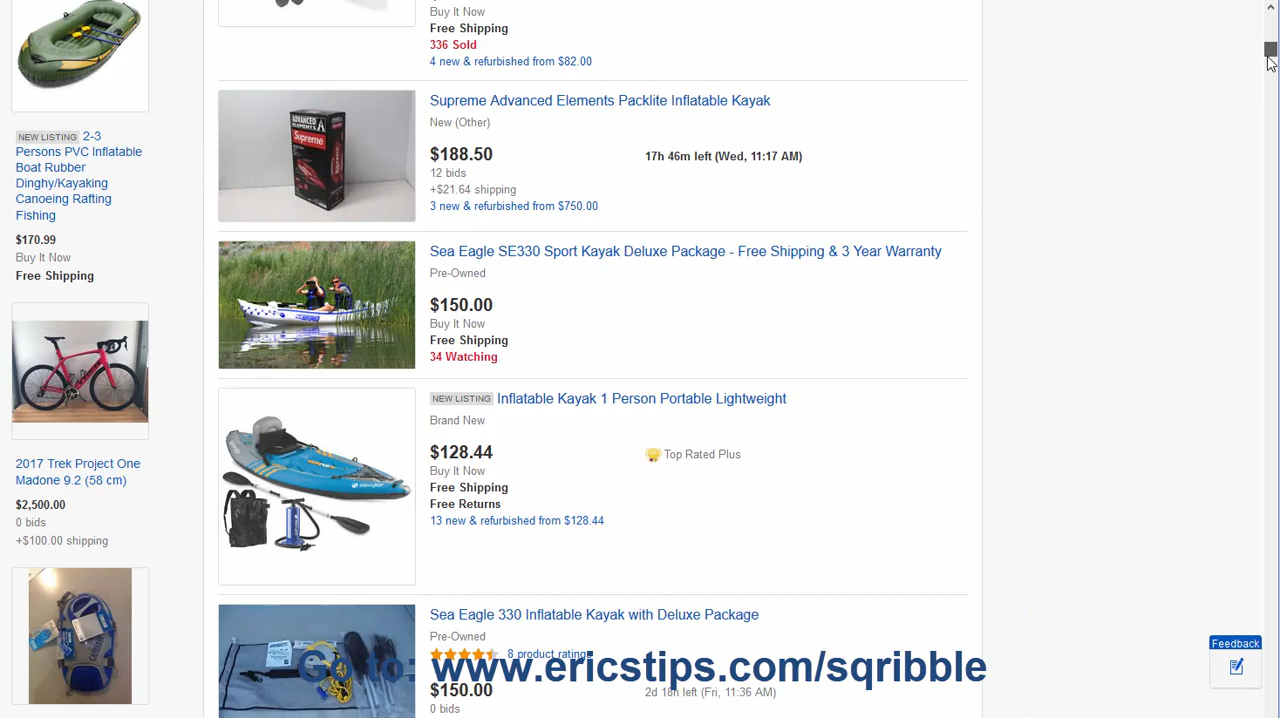 NEW LISTING 2-3
Persons PVC Inflatable
Boat Rubber
Dinghy/Kayaking
Canoeing Rafting
Fishing
$170.99
Buy It Now
Free Shipping
2017 Trek Project One
Madone 9.2 (58 cm)
$2,500.00
0 bids
+$100.00 shipping
Buy It Now
Free Shipping
336 Sold
4 new & refurbished from $82.00
Supreme Advanced Elements Packlite Inflatable Kayak
New (Other)
$188.50 17h 46m left (Wed, 11:17 AM)
12 bids
+$21.64 shipping
3 new & refurbished from $750.00
ADVANCED
ELEMENTS
Supreme
Sea Eagle SE330 Sport Kayak Deluxe Package - Free Shipping & 3 Year Warranty
Pre-Owned
$150.00
Buy It Now
Free Shipping
34 Watching
NEW LISTING Inflatable Kayak 1 Person Portable Lightweight
Brand New
$128.44 Top Rated Plus
Buy It Now
Free Shipping
Free Returns
13 new & refurbished from $128.44
Sea Eagle 330 Inflatable Kayak with Deluxe Package
Pre-Owned
8 product ratings
$150.00 2d 18h left (Fri, 11:36 AM)
0 bids
Go to: www.ericstips.com/sqribble
Feedback